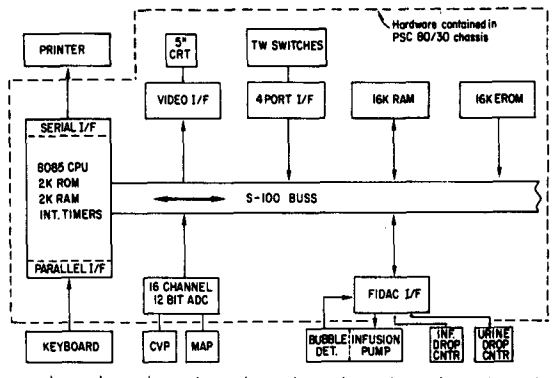 Hardware contained in
PSC 80/30 chassis
PRINTER
5"
CRT
TW SWITCHES
VIDEO I/F
4 PORT I/F
16K RAM
16K EROM
SERIAL I/F
8085 CPU
2K ROM
2K RAM
INT. TIMERS
S-100 BUSS
PARALLEL I/F
16 CHANNEL
12 BIT ADC
FIDAC I/F
KEYBOARD
CVP
MAP
BUBBLE
DET.
INFUSION
PUMP
INF.
DROP
CNTR
URINE
DROP
CNTR